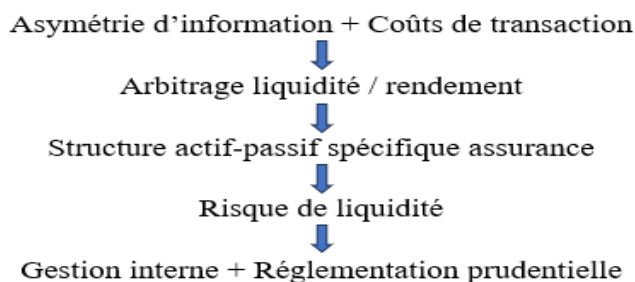 Asymétrie d’information + Coûts de transaction
Arbitrage liquidité / rendement
Structure actif-passif spécifique assurance
Risque de liquidité
Gestion interne + Réglementation prudentielle